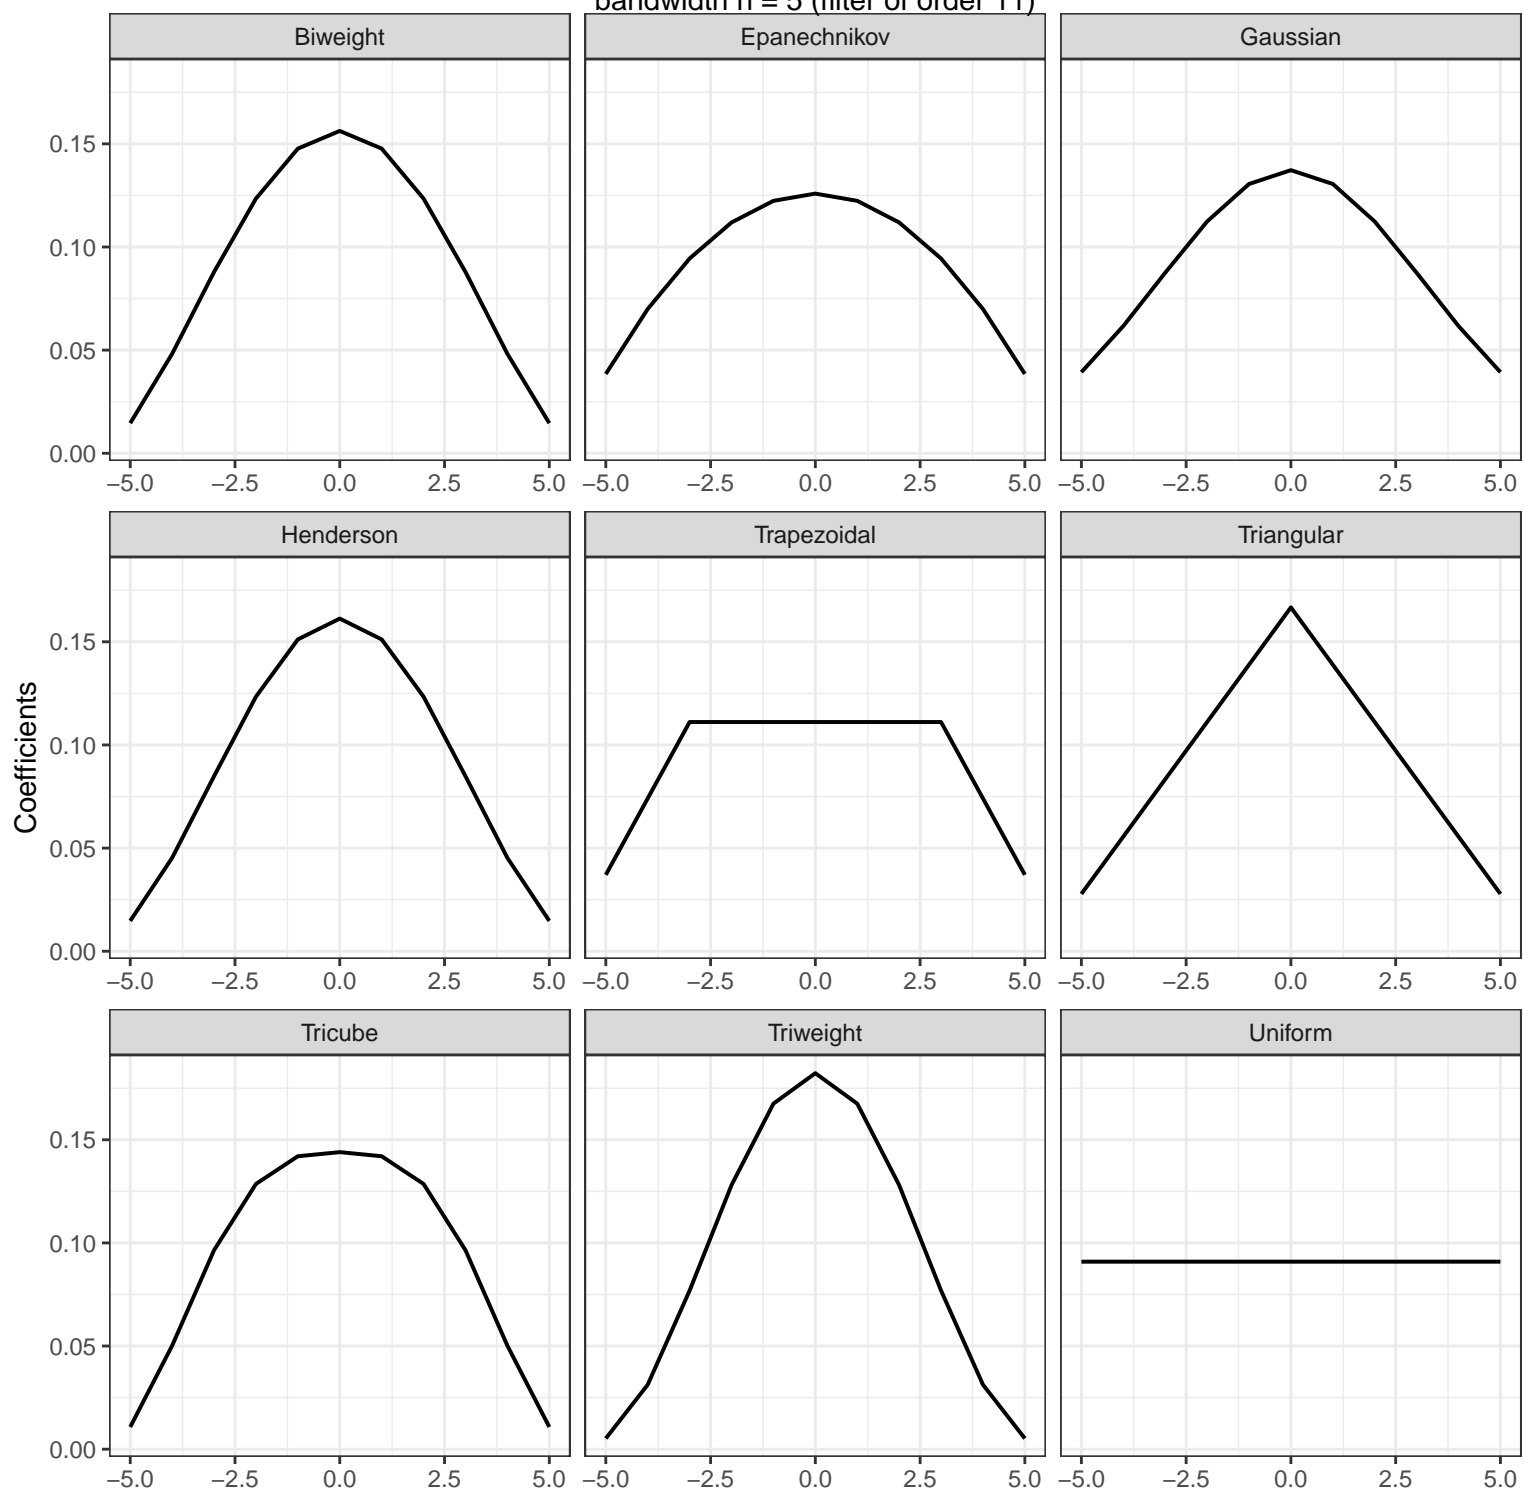 bandwidth h = 5 (filter of order 11)
Biweight
Epanechnikov
Gaussian
0.15
0.10
0.05
0.00
−5.0 −2.5 0.0 2.5 5.0
−5.0 −2.5 0.0 2.5 5.0
−5.0 −2.5 0.0 2.5 5.0
Henderson
Trapezoidal
Triangular
Coefficients
0.15
0.10
0.05
0.00
−5.0 −2.5 0.0 2.5 5.0
−5.0 −2.5 0.0 2.5 5.0
−5.0 −2.5 0.0 2.5 5.0
Tricube
Triweight
Uniform
0.15
0.10
0.05
0.00
−5.0 −2.5 0.0 2.5 5.0
−5.0 −2.5 0.0 2.5 5.0
−5.0 −2.5 0.0 2.5 5.0